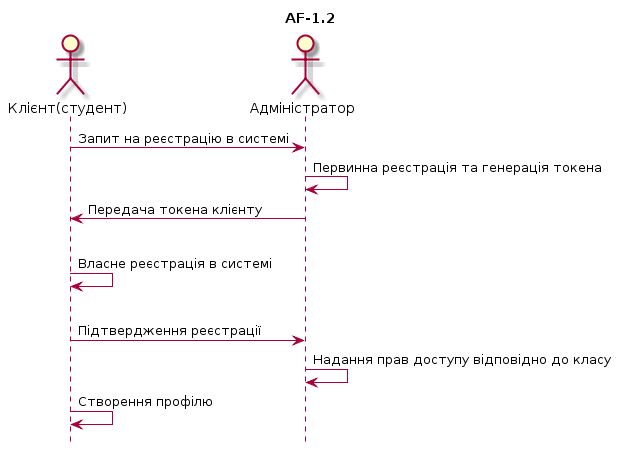 AF-1.2
Клієнт(студент)
Адміністратор
Запит на реєстрацію в системі
Первинна реєстрація та генерація токена
Передача токена клієнту
Власне реєстрація в системі
Підтвердження реєстрації
Надання прав доступу відповідно до класу
Створення профілю